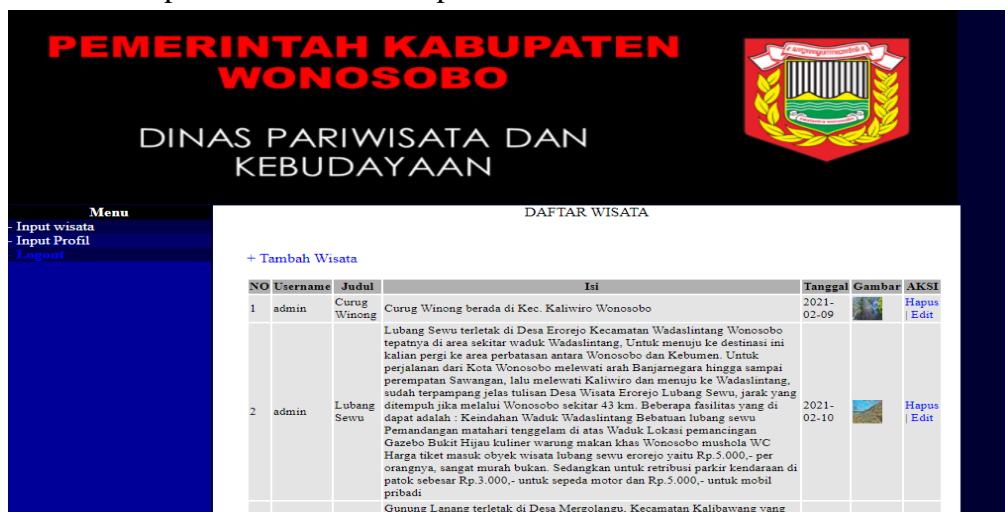 PEMERINTAH KABUPATEN
WONOSOBO
DINAS PARIWISATA DAN
KEBUDAYAAN
Menu
- Input wisata
- Input Profil
- Logout
DAFTAR WISATA
+ Tambah Wisata
NO Username Judul Isi Tanggal Gambar AKSI
1 admin Curug Winong Curug Winong berada di Kec. Kaliwiro Wonosobo 2021-02-09 Hapus | Edit
2 admin Lubang Sewu
Lubang Sewu terletak di Desa Erorejo Kecamatan Wadaslintang Wonosobo
tepatnya di area sekitar waduk Wadaslintang, Untuk menuju ke destinasi ini
kalian pergi ke area perbatasan antara Wonosobo dan Kebumen. Untuk
perjalanan dari Kota Wonosobo melewati arah Banjarnegara hingga sampai
perempatan Sawangan, lalu melewati Kaliwiro dan menuju ke Wadaslintang,
sudah terpampang jelas tulisan Desa Wisata Erorejo Lubang Sewu, jarak yang
ditempuh jika melalui Wonosobo sekitar 43 km. Beberapa fasilitas yang di
dapat adalah : Keindahan Waduk Wadaslintang Bebatuan lubang sewu
Pemandangan matahari tenggelam di atas Waduk Lokasi pemancingan
Gazebo Bukit Hijau kuliner warung makan khas Wonosobo mushola WC
Harga tiket masuk obyek wisata lubang sewu erorejo yaitu Rp.5.000,- per
orangnya, sangat murah bukan. Sedangkan untuk retribusi parkir kendaraan di
patok sebesar Rp.3.000,- untuk sepeda motor dan Rp.5.000,- untuk mobil
pribadi
2021-02-10 Hapus | Edit
Gunung Lanang terletak di Desa Mergolangu, Kecamatan Kalibawang yang